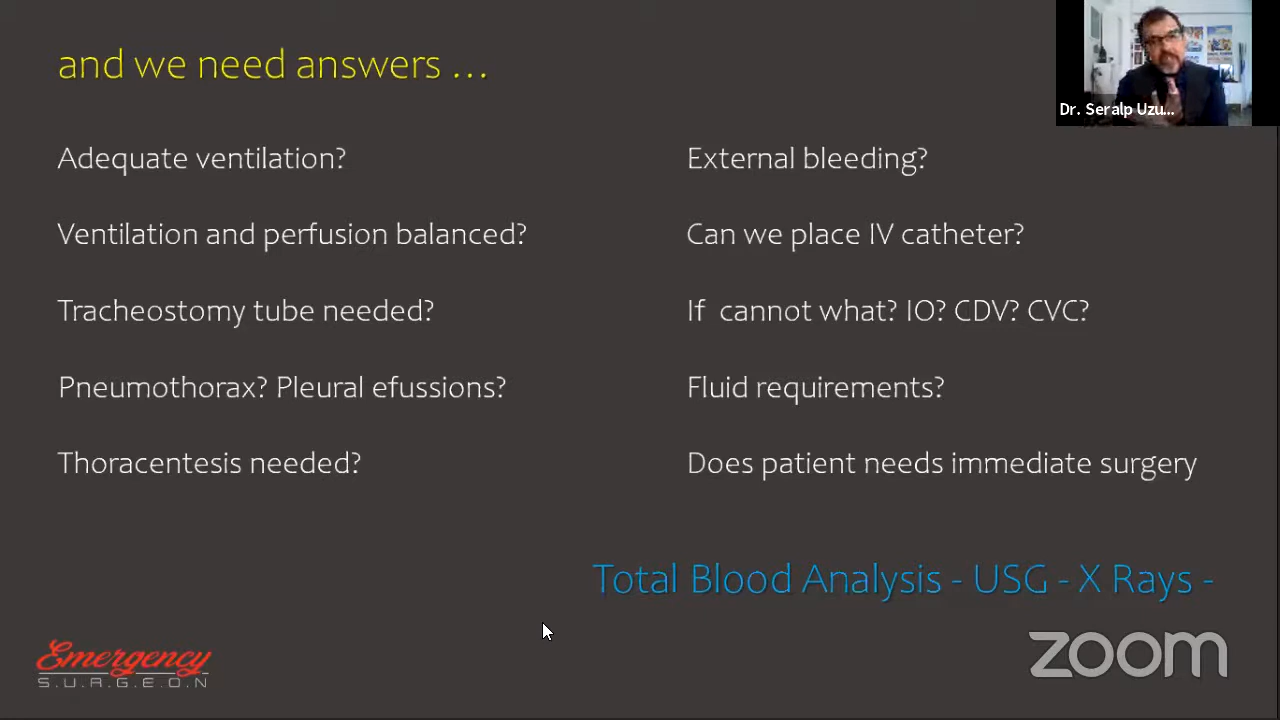 and we need answers ...
Dr. Seralp Uzu...
Adequate ventilation?
Ventilation and perfusion balanced?
Tracheostomy tube needed?
Pneumothorax? Pleural efussions?
Thoracentesis needed?
External bleeding?
Can we place IV catheter?
If cannot what? IO? CDV? CVC?
Fluid requirements?
Does patient needs immediate surgery
Total Blood Analysis - USG - X Rays -
Emergency
S.U.R.G.E.O.N
zoom